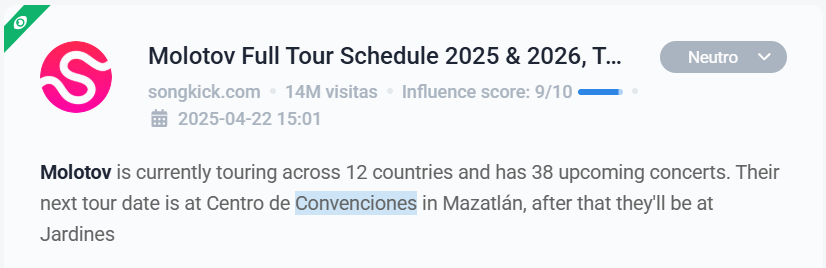 Molotov Full Tour Schedule 2025 & 2026, T...
Neutro
songkick.com • 14M visitas • Influence score: 9/10
2025-04-22 15:01
Molotov is currently touring across 12 countries and has 38 upcoming concerts. Their
next tour date is at Centro de Convenciones in Mazatlán, after that they'll be at
Jardines